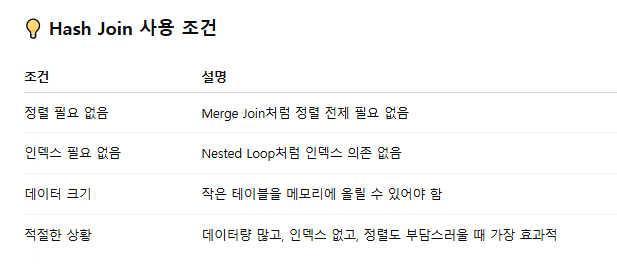 💡 Hash Join 사용 조건
조건 설명
정렬 필요 없음 Merge Join처럼 정렬 전제 필요 없음
인덱스 필요 없음 Nested Loop처럼 인덱스 의존 없음
데이터 크기 작은 테이블을 메모리에 올릴 수 있어야 함
적절한 상황 데이터량 많고, 인덱스 없고, 정렬도 부담스러울 때 가장 효과적